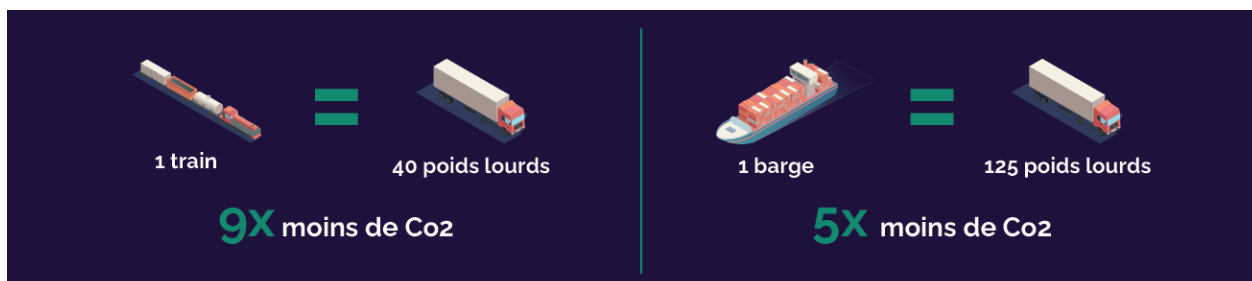 1 train
40 poids lourds
9x moins de Co2
1 barge
125 poids lourds
5x moins de Co2